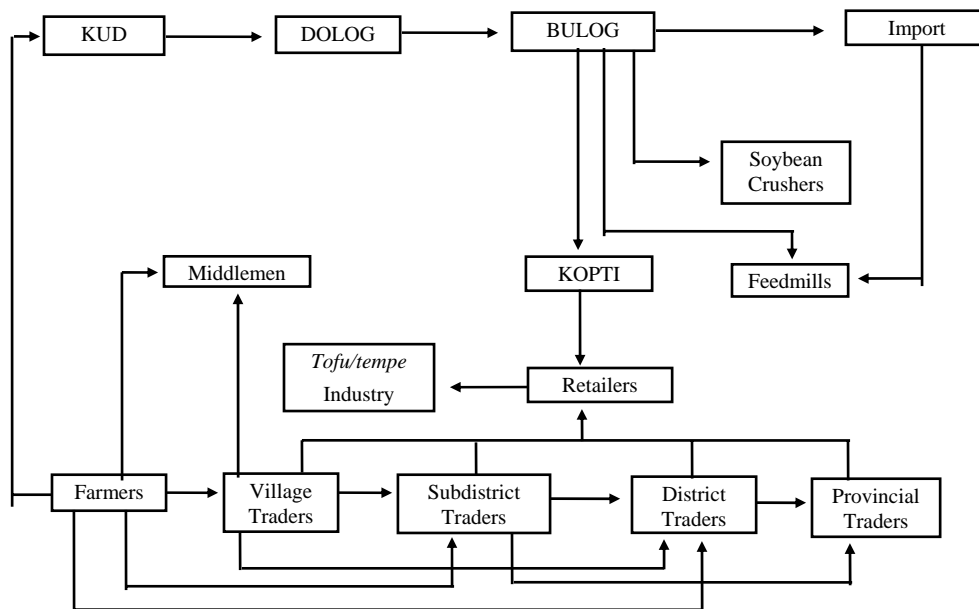 KUD
DOLOG
BULOG
Import
Soybean
Crushers
Middlemen
KOPTI
Feedmills
Tofu/tempe
Industry
Retailers
Farmers
Village
Traders
Subdistrict
Traders
District
Traders
Provincial
Traders